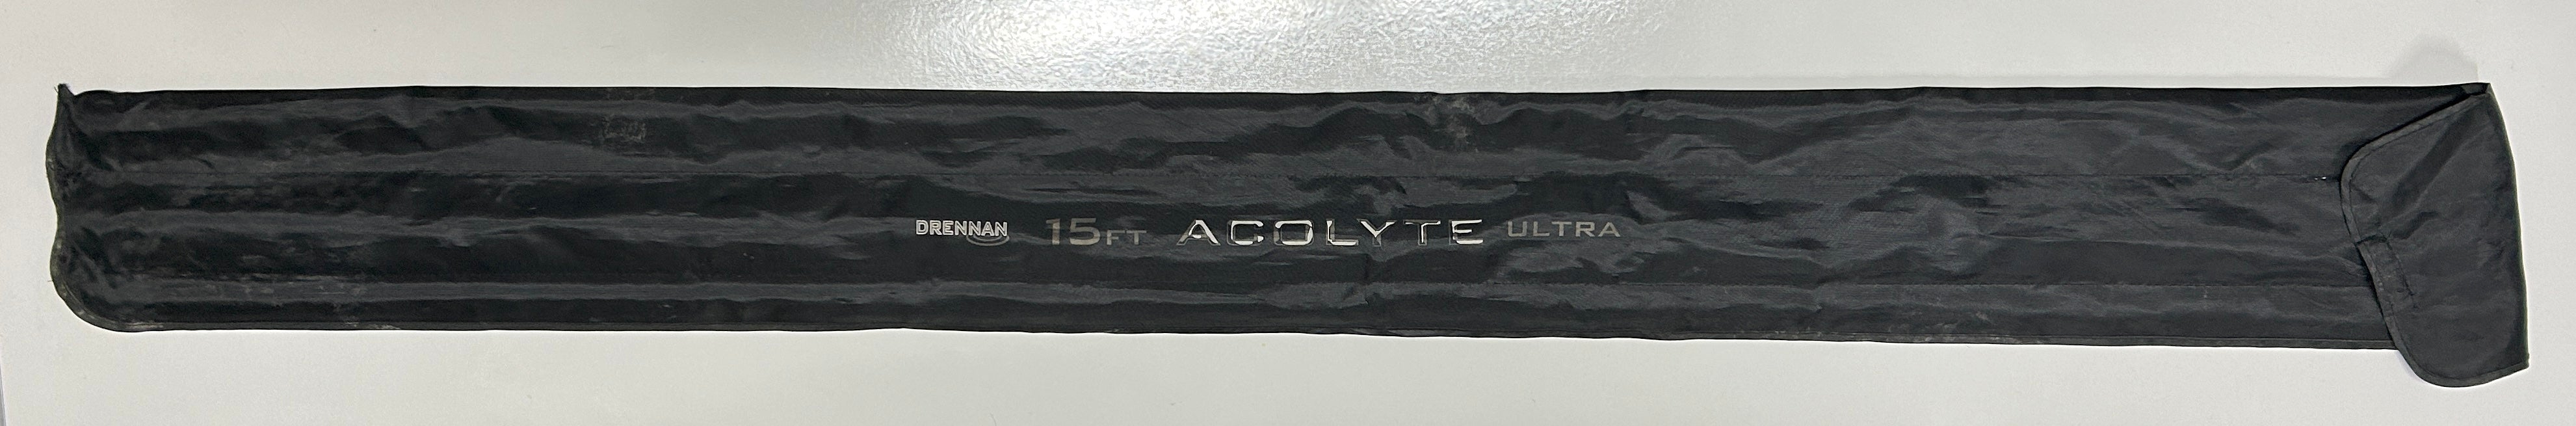 DRENNAN 15FT ACOLYTE ULTRA